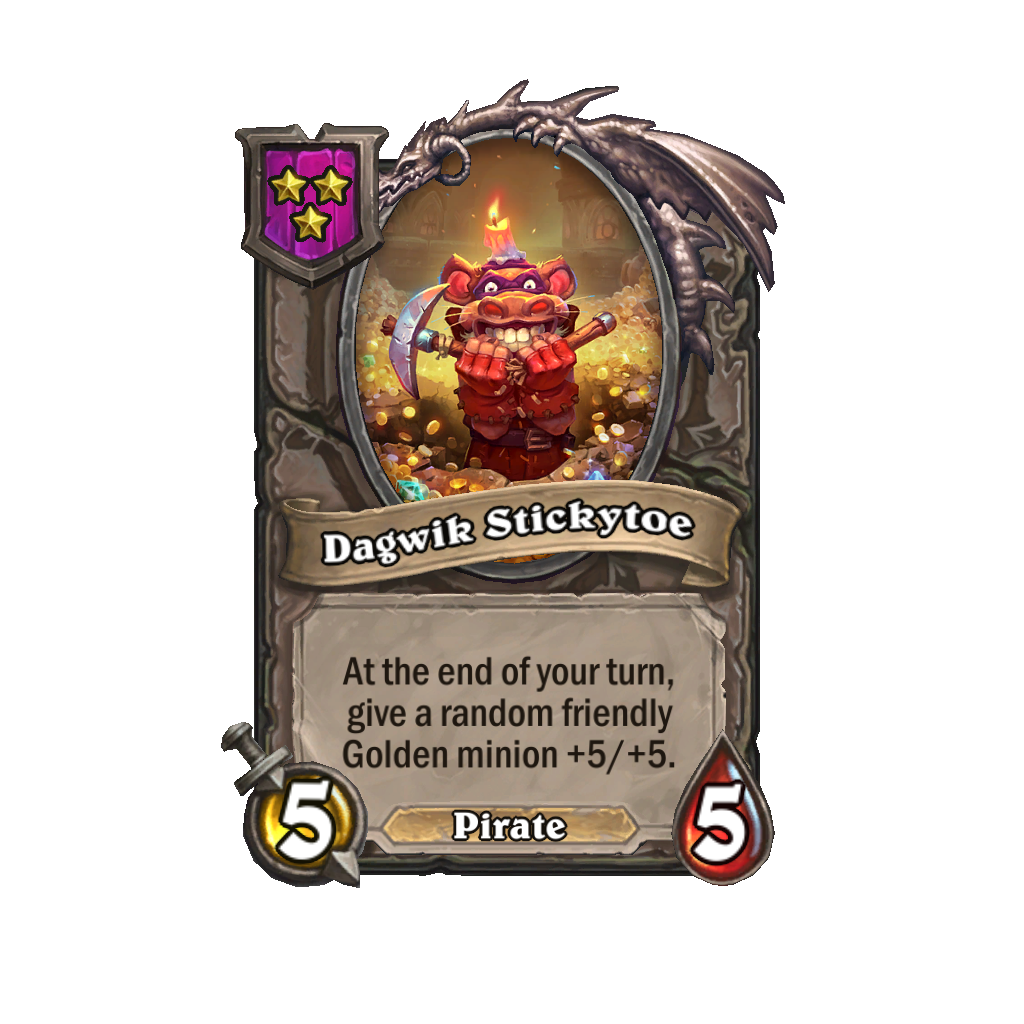 Dagwik Stickytoe
At the end of your turn,
give a random friendly
Golden minion +5/+5.
5
Pirate
5